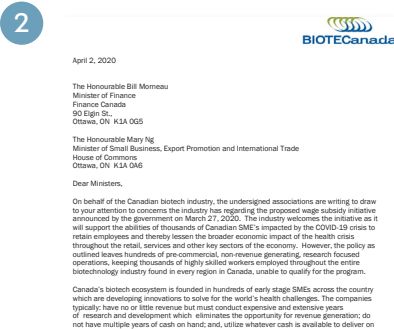 2
BIOTECanada
April 2, 2020
The Honourable Bill Morneau
Minister of Finance
Finance Canada
90 Elgin St.,
Ottawa, ON  K1A 0G5
The Honourable Mary Ng
Minister of Small Business, Export Promotion and International Trade
House of Commons
Ottawa, ON  K1A 0A6
Dear Ministers,
On behalf of the Canadian biotech industry, the undersigned associations are writing to draw
to your attention to concerns the industry has regarding the proposed wage subsidy initiative
announced by the government on March 27, 2020.  The industry welcomes the initiative as it
will support the abilities of thousands of Canadian SME's impacted by the COVID-19 crisis to
retain employees and thereby lessen the broader economic impact of the health crisis
throughout the retail, services and other key sectors of the economy.  However, the policy as
outlined leaves hundreds of pre-commercial, non-revenue generating, research focused
operations, keeping thousands of highly skilled workers employed throughout the entire
biotechnology industry found in every region in Canada, unable to qualify for the program.
Canada's biotech ecosystem is founded in hundreds of early stage SMEs across the country
which are developing innovations to solve for the world's health challenges. The companies
typically: have no or little revenue but must conduct expensive and extensive years
of research and development which eliminates the opportunity for revenue generation; do
not have multiple years of cash on hand; and, utilize whatever cash is available to deliver on